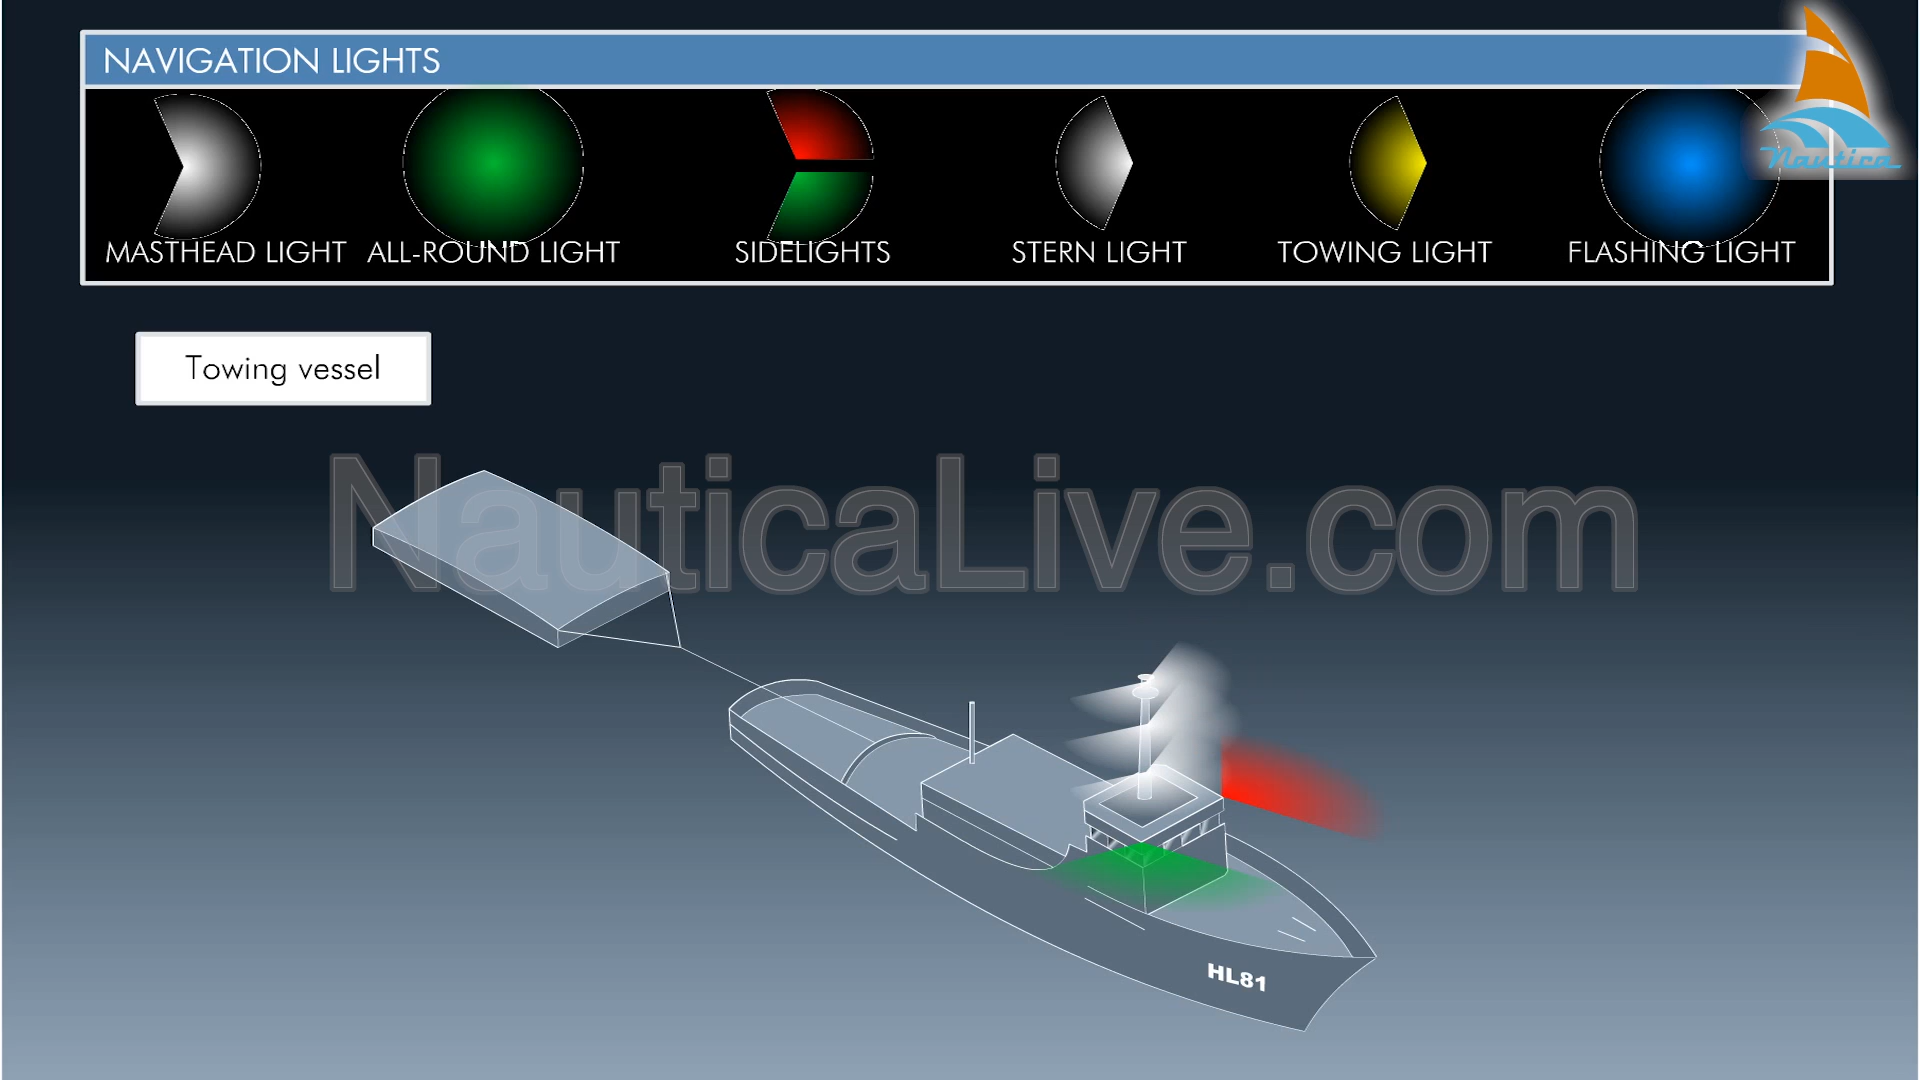 NAVIGATION LIGHTS
Nautica
MASTHEAD LIGHT
ALL-ROUND LIGHT
SIDELIGHTS
STERN LIGHT
TOWING LIGHT
FLASHING LIGHT
Towing vessel
NauticaLive.com
HL81